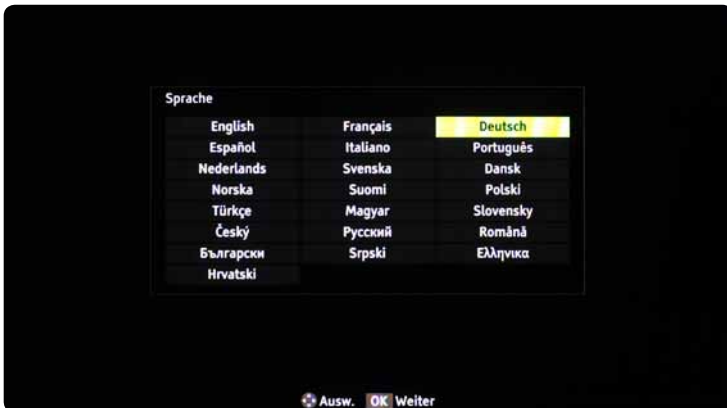 Sprache
English Français Deutsch
Español Italiano Português
Nederlands Svenska Dansk
Norska Suomi Polski
Türkçe Magyar Slovensky
Český Русский Română
Български Srpski Ελληνικα
Hrvatski
Ausw. OK Weiter